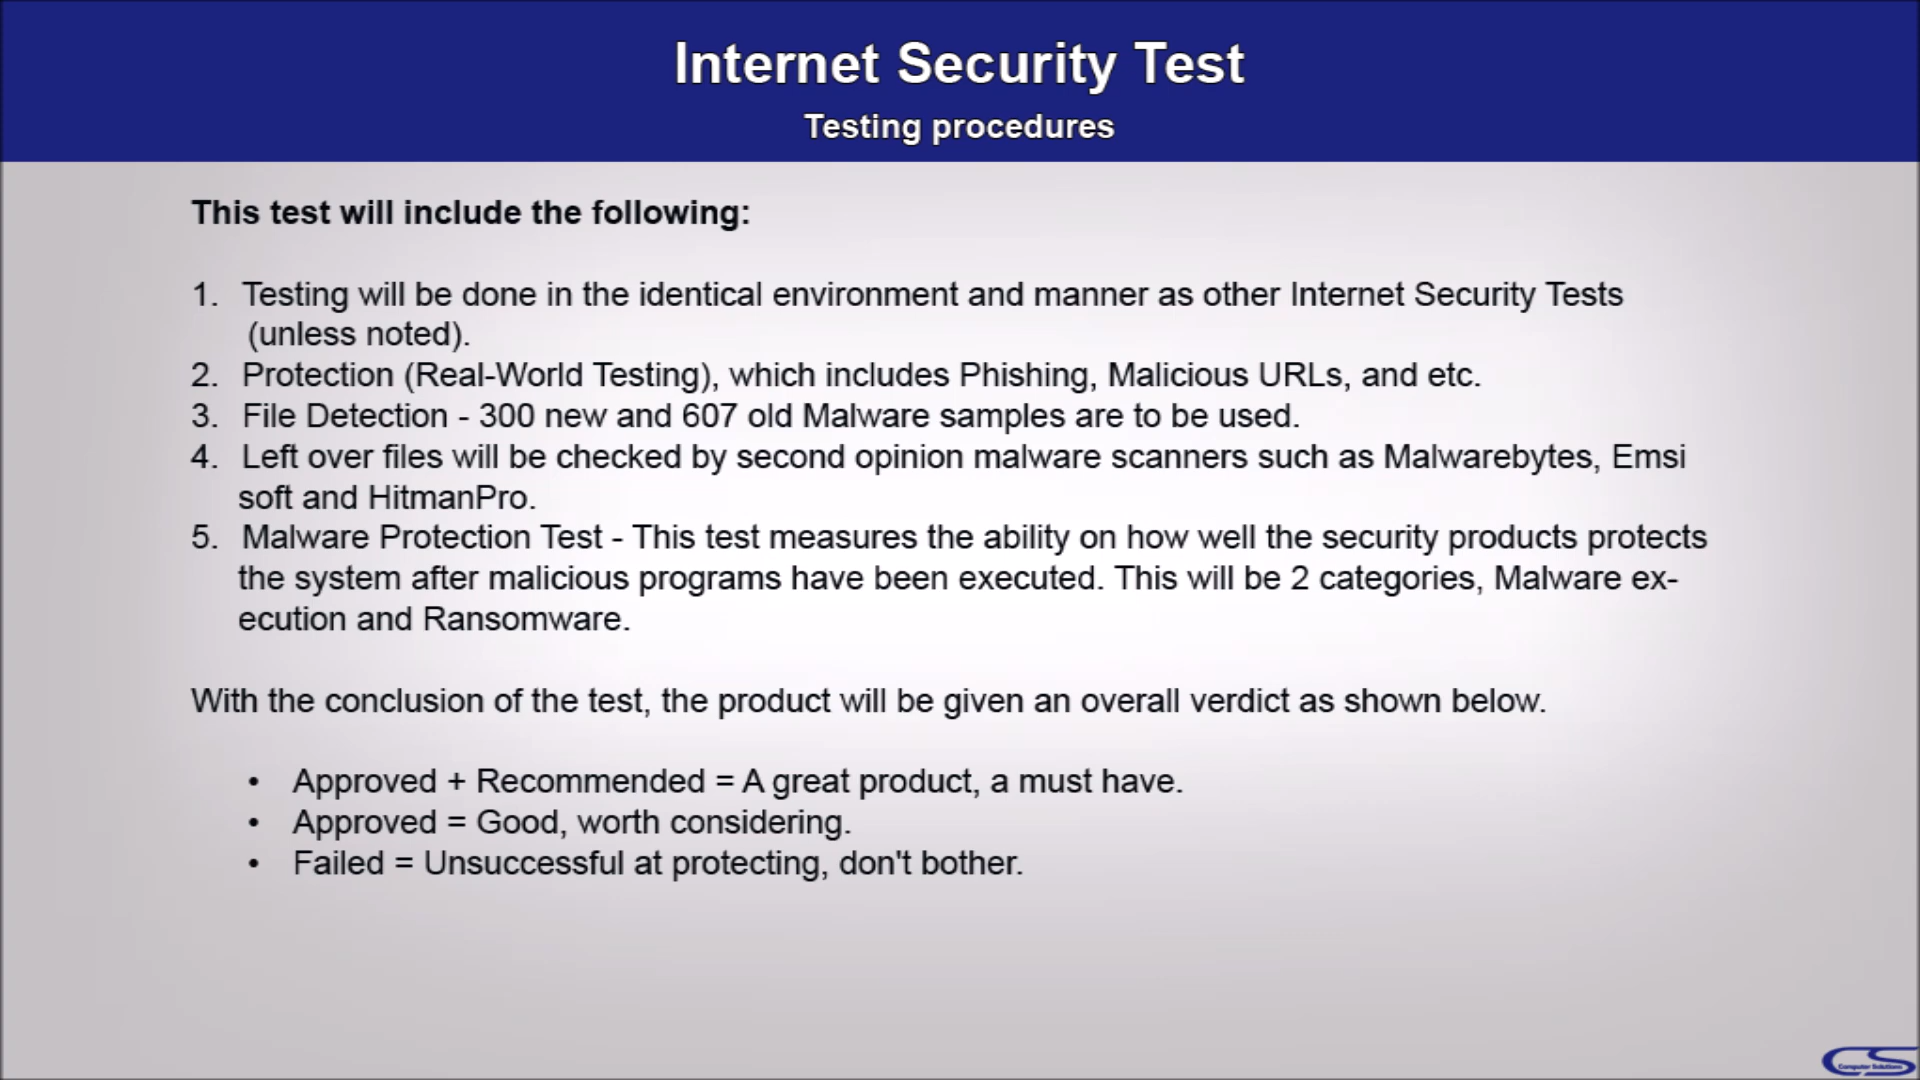 Internet Security Test
Testing procedures
This test will include the following:
1. Testing will be done in the identical environment and manner as other Internet Security Tests
(unless noted).
2. Protection (Real-World Testing), which includes Phishing, Malicious URLs, and etc.
3. File Detection - 300 new and 607 old Malware samples are to be used.
4. Left over files will be checked by second opinion malware scanners such as Malwarebytes, Emsi
soft and HitmanPro.
5. Malware Protection Test - This test measures the ability on how well the security products protects
the system after malicious programs have been executed. This will be 2 categories, Malware ex-
ecution and Ransomware.
With the conclusion of the test, the product will be given an overall verdict as shown below.
• Approved + Recommended = A great product, a must have.
• Approved = Good, worth considering.
• Failed = Unsuccessful at protecting, don't bother.
CS
Computer Solutions